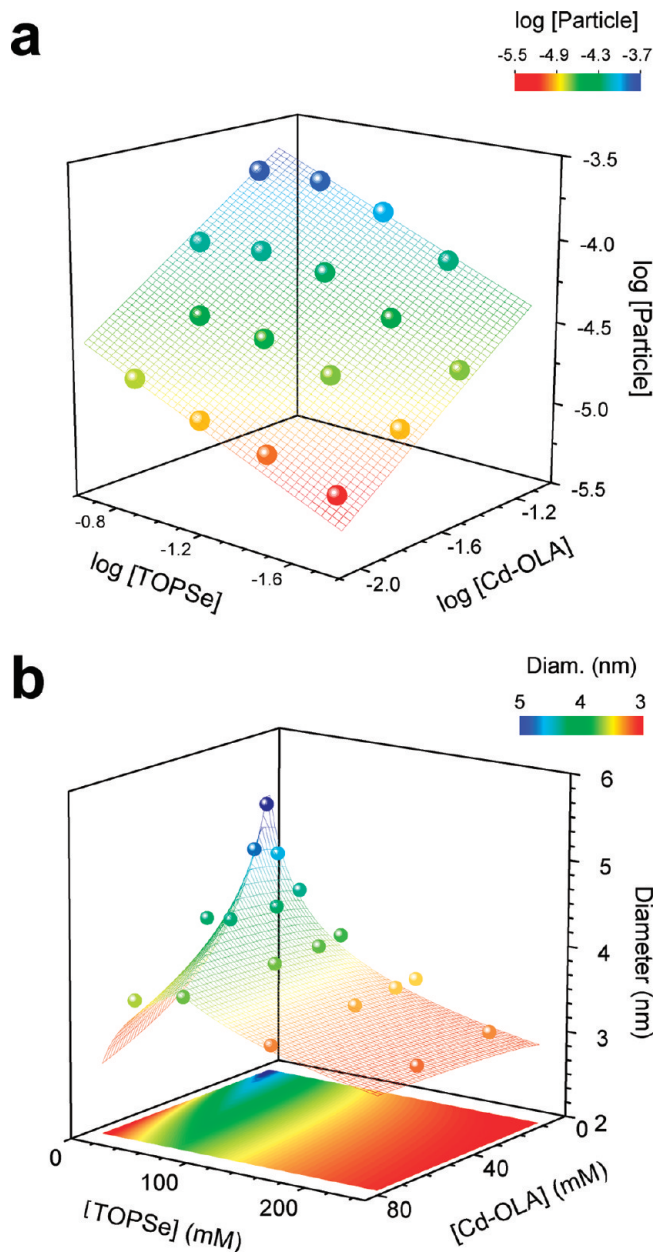 a
log [Particle]
-5.5 -4.9 -4.3 -3.7
-3.5
-4.0
-4.5
-5.0
-5.5
log [Particle]
-0.8
-1.2
-1.6
log [TOPSe]
-2.0
-1.6
-1.2
log [Cd-OLA]
b
Diam. (nm)
5 4 3
6
5
4
3
2
Diameter (nm)
0
100
200
[TOPSe] (mM)
80
40
0
[Cd-OLA] (mM)